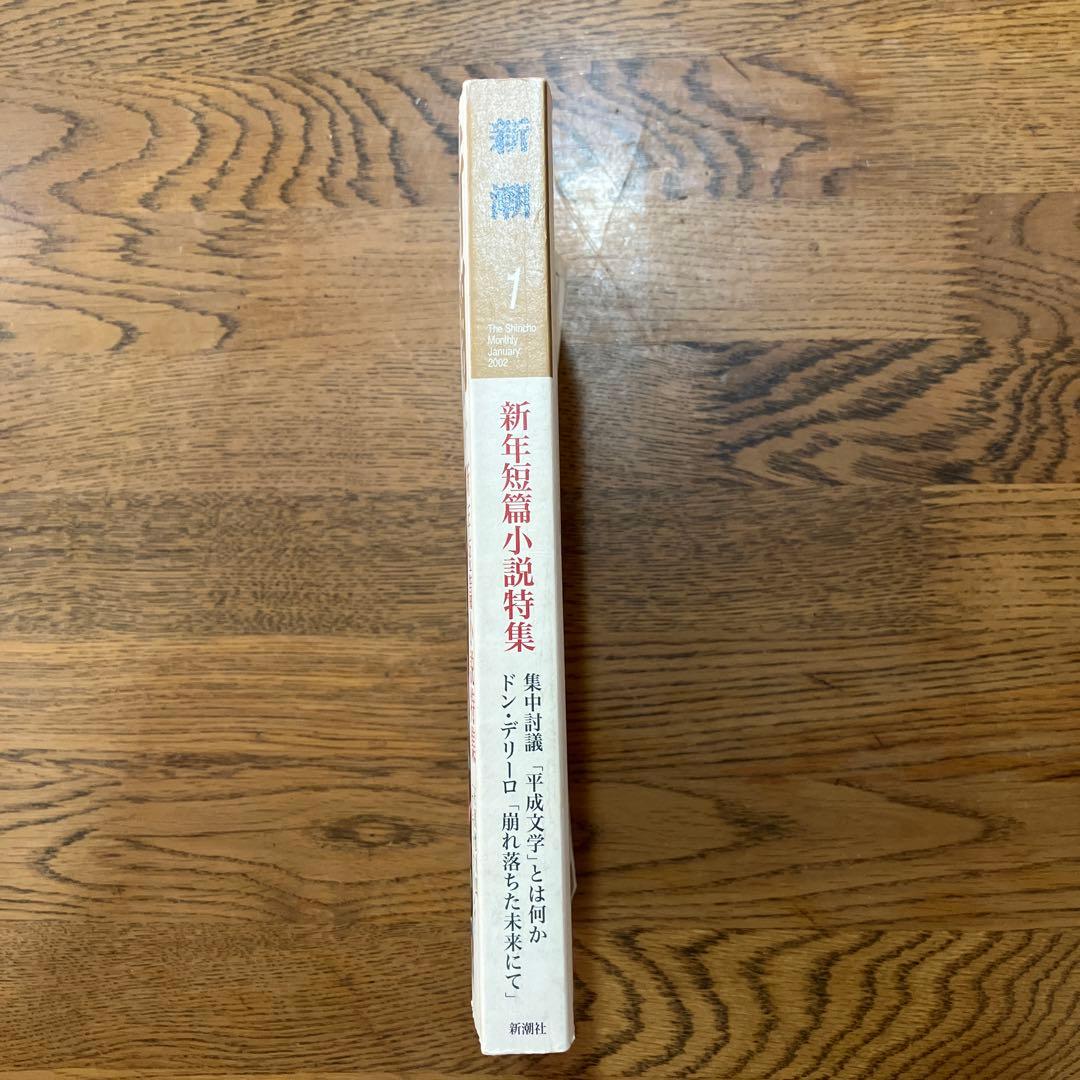 新潮
1
The Shincho
Monthly
January
2002
新年短篇小説特集
集中討議「平成文学」とは何か
ドン・デリーロ「崩れ落ちた未来にて」
新潮社